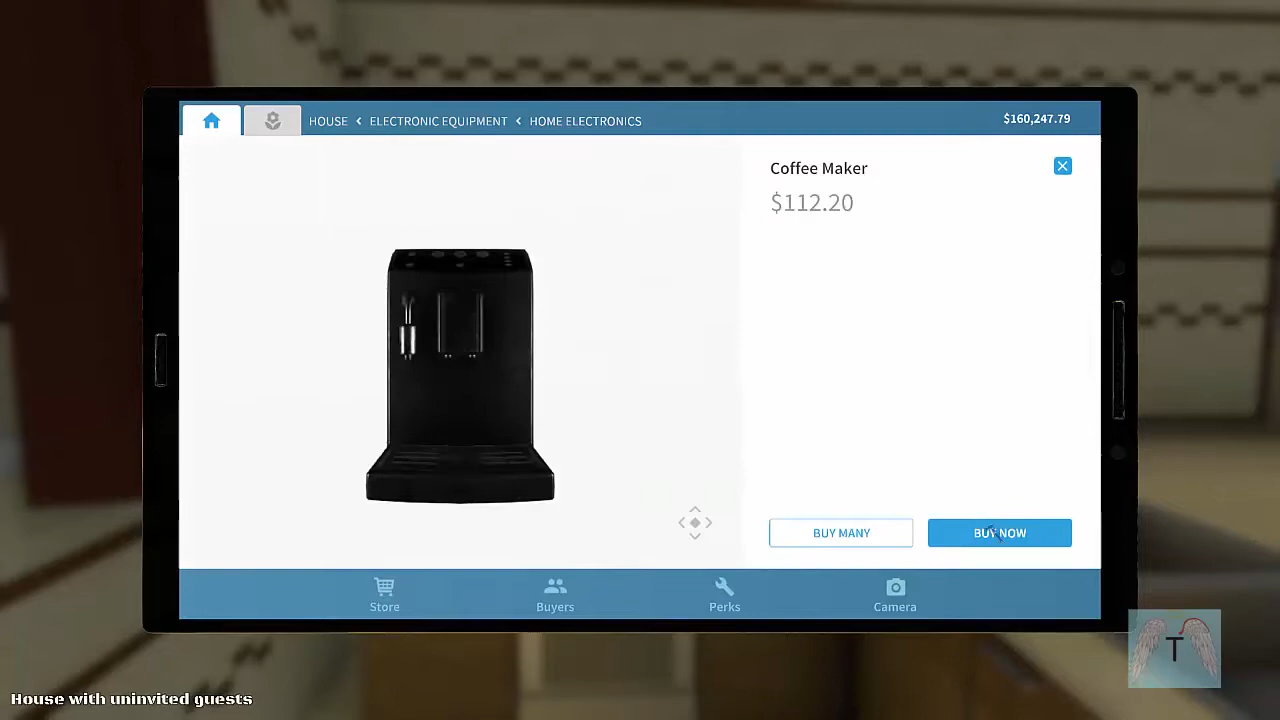 HOUSE < ELECTRONIC EQUIPMENT < HOME ELECTRONICS
$160,247.79
Coffee Maker
$112.20
BUY MANY
BUY NOW
Store
Buyers
Perks
Camera
T
House with uninvited guests